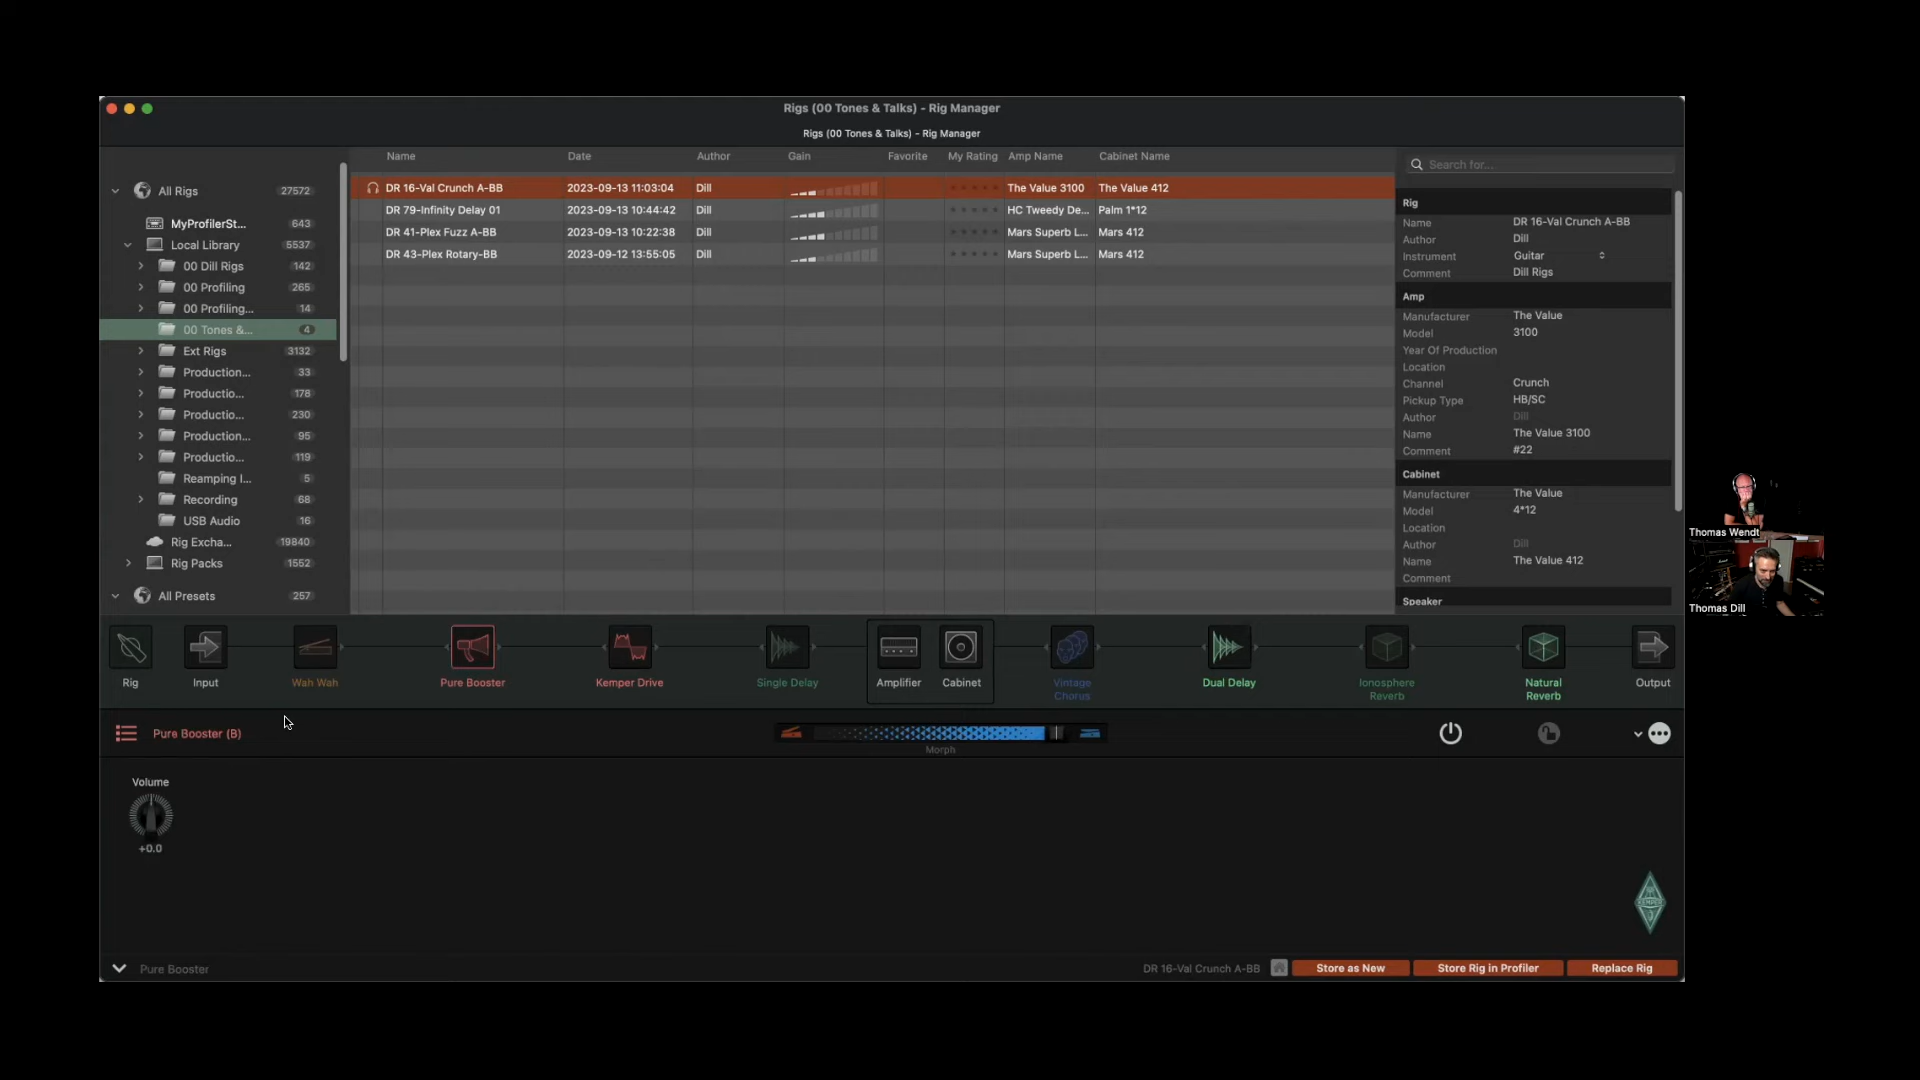 Rigs (00 Tones & Talks) - Rig Manager
Rigs (00 Tones & Talks) - Rig Manager
Name Date Author Gain Favorite My Rating Amp Name Cabinet Name
Search for...
All Rigs 27572
MyProfilerSt... 643
Local Library 5537
00 Dill Rigs 142
00 Profiling 265
00 Profiling... 14
00 Tones &... 4
Ext Rigs 3132
Production... 33
Productio... 178
Productio... 230
Production... 95
Productio... 119
Reamping I... 5
Recording 68
USB Audio 16
Rig Excha... 19840
Rig Packs 1552
All Presets 257
DR 16-Val Crunch A-BB 2023-09-13 11:03:04 Dill The Value 3100 The Value 412
DR 79-Infinity Delay 01 2023-09-13 10:44:42 Dill HC Tweedy De... Palm 1*12
DR 41-Plex Fuzz A-BB 2023-09-13 10:22:38 Dill Mars Superb L... Mars 412
DR 43-Plex Rotary-BB 2023-09-12 13:55:05 Dill Mars Superb L... Mars 412
Rig
Name DR 16-Val Crunch A-BB
Author Dill
Instrument Guitar
Comment Dill Rigs
Amp
Manufacturer The Value
Model 3100
Year Of Production
Location
Channel Crunch
Pickup Type HB/SC
Author Dill
Name The Value 3100
Comment #22
Cabinet
Manufacturer The Value
Model 4*12
Location
Author Dill
Name The Value 412
Comment
Speaker
Thomas Wendt
Thomas Dill
Rig Input Wah Wah Pure Booster Kemper Drive Single Delay Amplifier Cabinet Vintage Chorus Dual Delay Ionosphere Reverb Natural Reverb Output
Pure Booster (B)
Morph
Volume
+0.0
KEMPER
Pure Booster
DR 16-Val Crunch A-BB Store as New Store Rig in Profiler Replace Rig